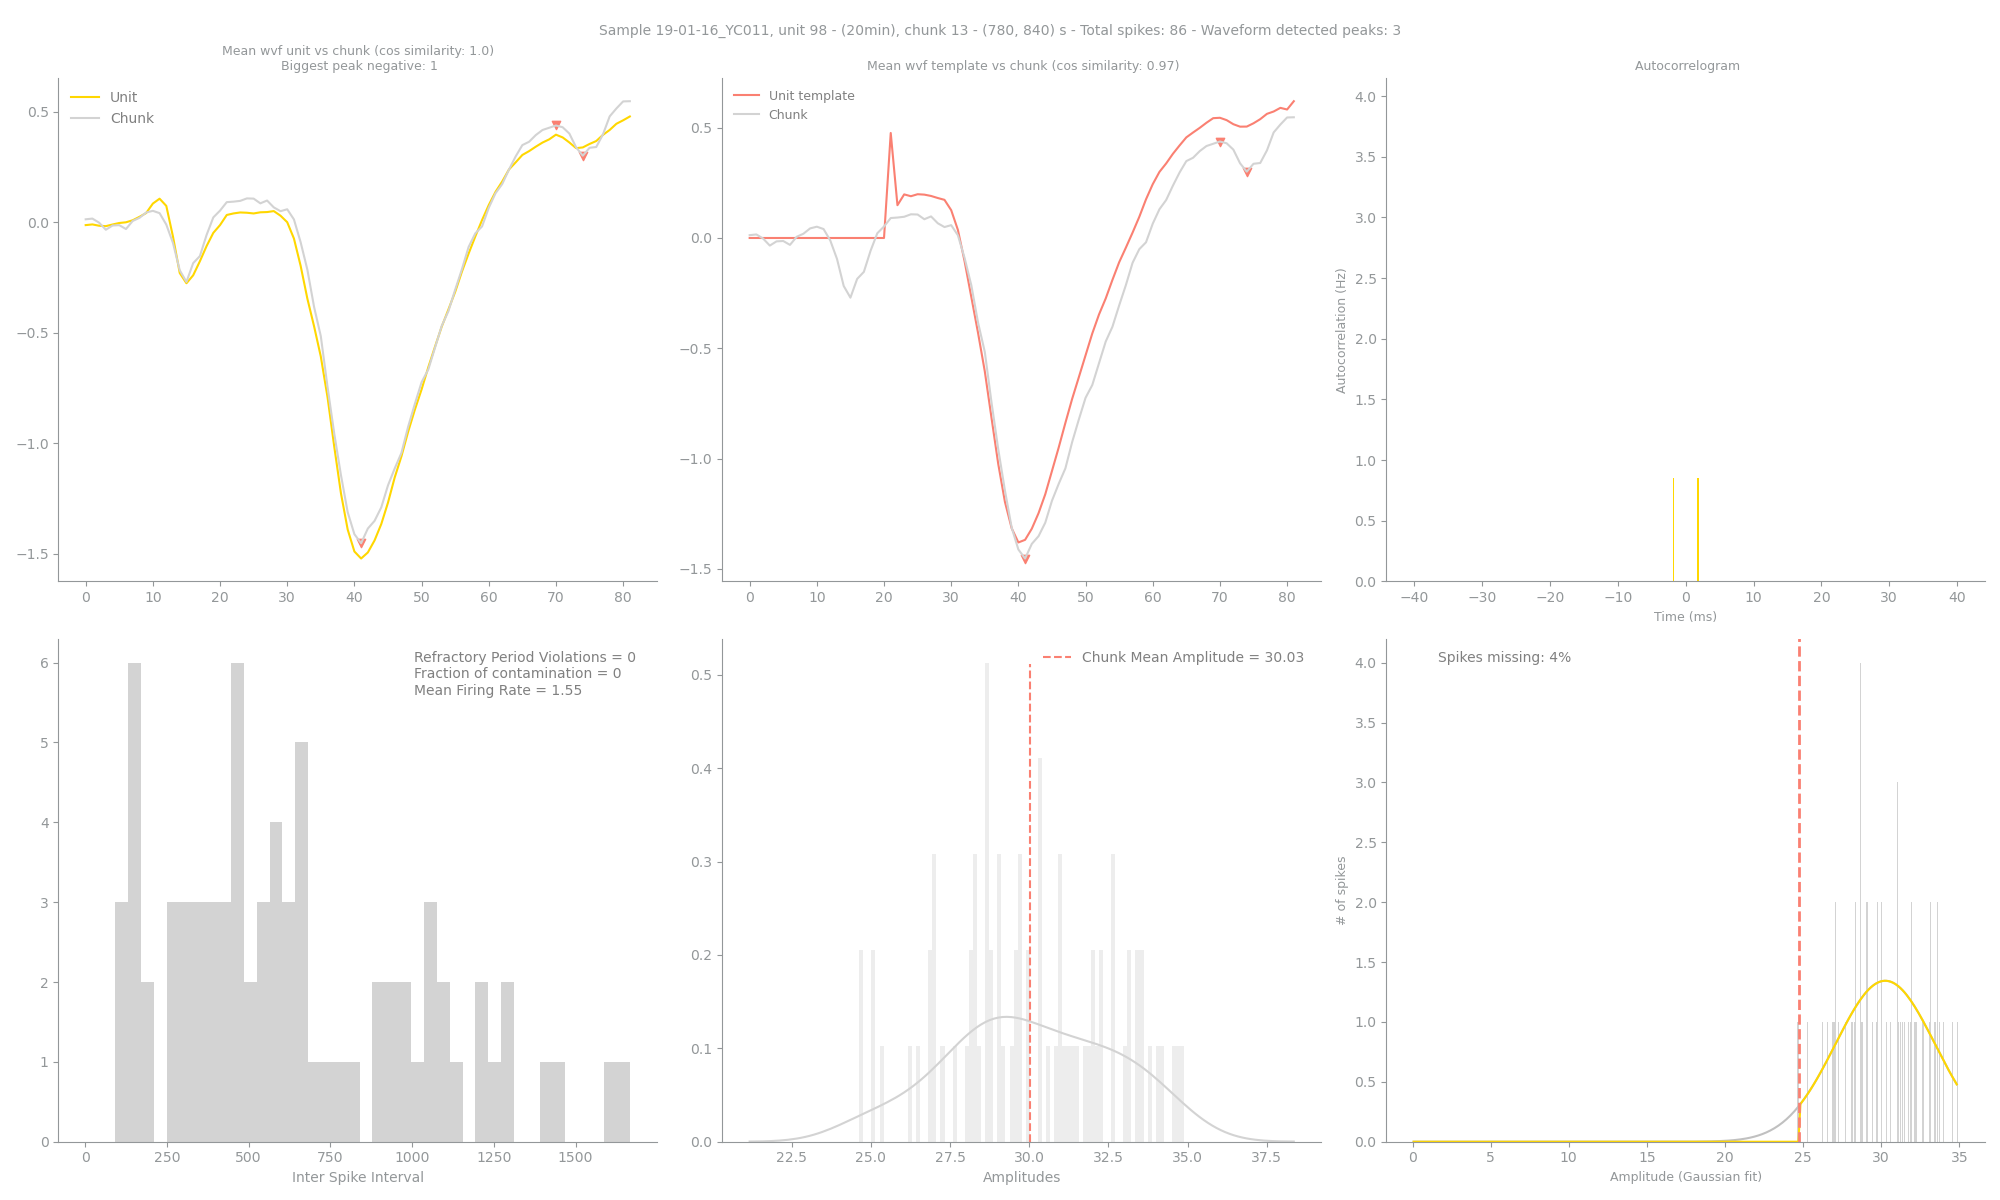 Sample 19-01-16_YC011, unit 98 - (20min), chunk 13 - (780, 840) s - Total spikes: 86 - Waveform detected peaks: 3
Mean wvf unit vs chunk (cos similarity: 1.0)
Biggest peak negative: 1
Unit
Chunk
0.5
0.0
−0.5
−1.0
−1.5
0 10 20 30 40 50 60 70 80
Mean wvf template vs chunk (cos similarity: 0.97)
Unit template
Chunk
0.5
0.0
−0.5
−1.0
−1.5
0 10 20 30 40 50 60 70 80
Autocorrelogram
Autocorrelation (Hz)
4.0
3.5
3.0
2.5
2.0
1.5
1.0
0.5
0.0
−40 −30 −20 −10 0 10 20 30 40
Time (ms)
Refractory Period Violations = 0
Fraction of contamination = 0
Mean Firing Rate = 1.55
6
5
4
3
2
1
0
0 250 500 750 1000 1250 1500
Inter Spike Interval
Chunk Mean Amplitude = 30.03
0.5
0.4
0.3
0.2
0.1
0.0
22.5 25.0 27.5 30.0 32.5 35.0 37.5
Amplitudes
Spikes missing: 4%
# of spikes
4.0
3.5
3.0
2.5
2.0
1.5
1.0
0.5
0.0
0 5 10 15 20 25 30 35
Amplitude (Gaussian fit)